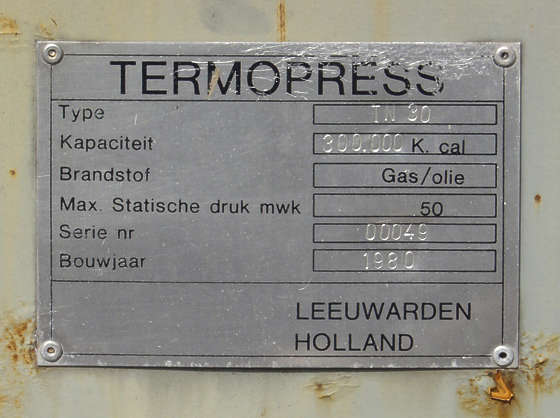 TERMOPRESS
Type TN 30
Kapaciteit 300.000 K. cal
Brandstof Gas/olie
Max. Statische druk mwk 50
Serie nr 00049
Bouwjaar 1980
LEEUWARDEN
HOLLAND